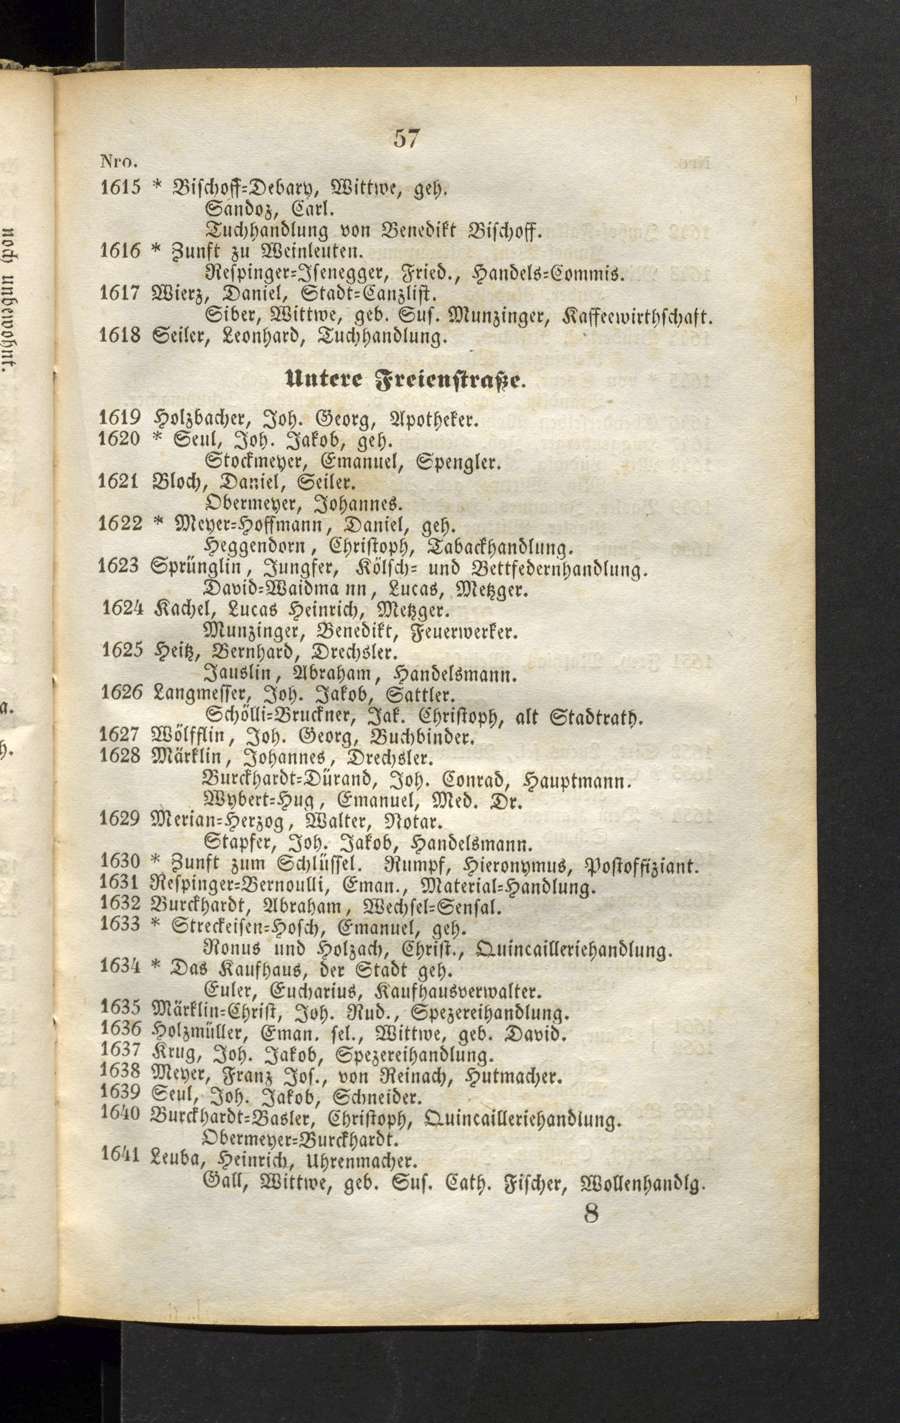 57
Nro.
1615 * Bischoff-Debary, Wittwe, geh.
Sandoz, Carl.
Tuchhandlung von Benedikt Bischoff.
1616 * Zunft zu Weinleuten.
Respinger-Isenegger, Fried., Handels-Commis.
1617 Wierz, Daniel, Stadt-Canzlist.
Siber, Wittwe, geb. Sus. Munzinger, Kaffeewirthschaft.
1618 Seiler, Leonhard, Tuchhandlung.
Untere Freienstraße.
1619 Holzbacher, Joh. Georg, Apotheker.
1620 * Seul, Joh. Jakob, geh.
Stockmeyer, Emanuel, Spengler.
1621 Bloch, Daniel, Seiler.
Obermeyer, Johannes.
1622 * Meyer-Hoffmann, Daniel, geh.
Heggendorn, Christoph, Tabackhandlung.
1623 Sprünglin, Jungfer, Kölsch- und Bettfedernhandlung.
David-Waidma nn, Lucas, Metzger.
1624 Kachel, Lucas Heinrich, Metzger.
Munzinger, Benedikt, Feuerwerker.
1625 Heitz, Bernhard, Drechsler.
Jauslin, Abraham, Handelsmann.
1626 Langmesser, Joh. Jakob, Sattler.
Schölli-Bruckner, Jak. Christoph, alt Stadtrath.
1627 Wölfflin, Joh. Georg, Buchbinder.
1628 Märklin, Johannes, Drechsler.
Burckhardt-Dürand, Joh. Conrad, Hauptmann.
Wybert-Hug, Emanuel, Med. Dr.
1629 Merian-Herzog, Walter, Notar.
Stapfer, Joh. Jakob, Handelsmann.
1630 * Zunft zum Schlüssel. Rumpf, Hieronymus, Postoffiziant.
1631 Respinger-Bernoulli, Eman., Material-Handlung.
1632 Burckhardt, Abraham, Wechsel-Sensal.
1633 * Streckeisen-Hosch, Emanuel, geh.
Ronus und Holzach, Christ., Quincailleriehandlung.
1634 * Das Kaufhaus, der Stadt geh.
Euler, Eucharius, Kaufhausverwalter.
1635 Märklin-Christ, Joh. Rud., Spezereihandlung.
1636 Holzmüller, Eman. sel., Wittwe, geb. David.
1637 Krug, Joh. Jakob, Spezereihandlung.
1638 Meyer, Franz Jos., von Reinach, Hutmacher.
1639 Seul, Joh. Jakob, Schneider.
1640 Burckhardt-Basler, Christoph, Quincailleriehandlung.
Obermeyer-Burckhardt.
1641 Leuba, Heinrich, Uhrenmacher.
Gall, Wittwe, geb. Sus. Cath. Fischer, Wollenhandlg.
8
noch unbewohnt.
a.
h.